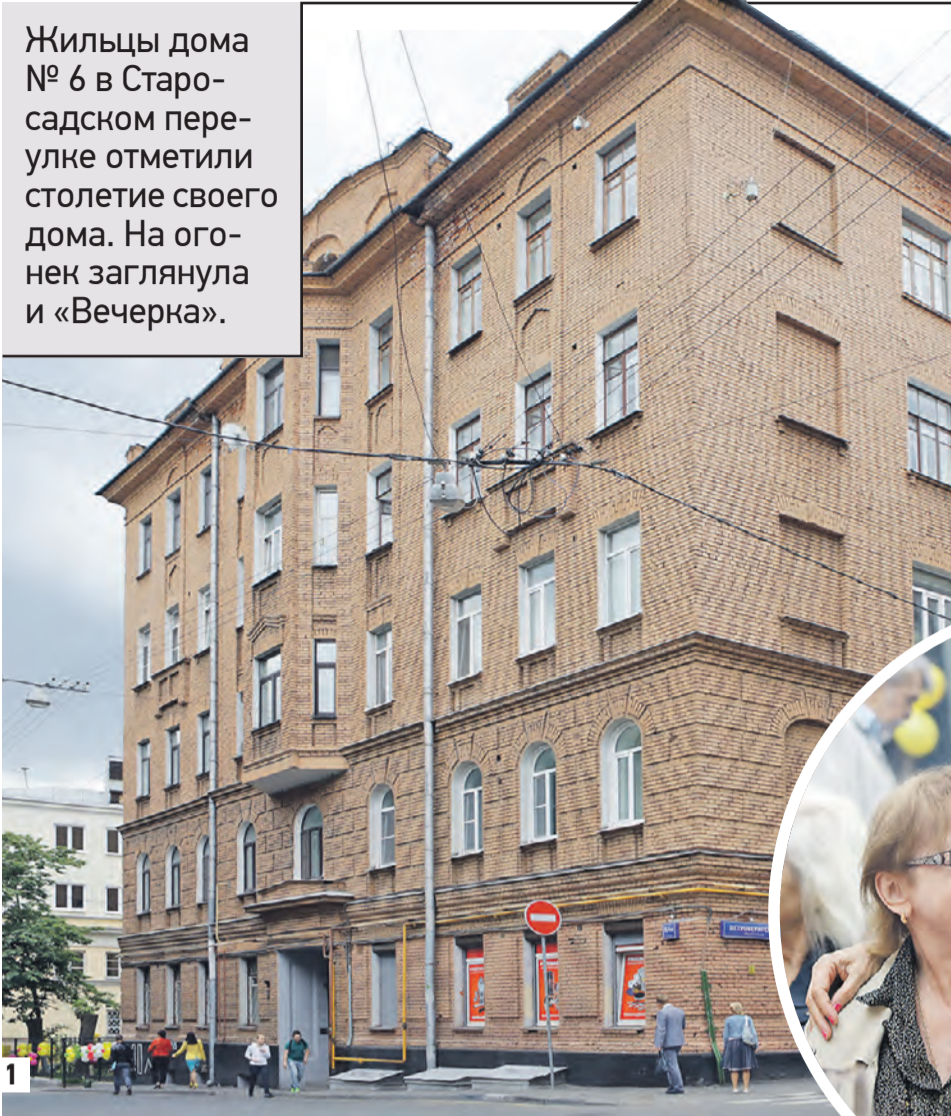 Жильцы дома
№ 6 в Старо-
садском пере-
улке отметили
столетие своего
дома. На ого-
нек заглянула
и «Вечерка».
1